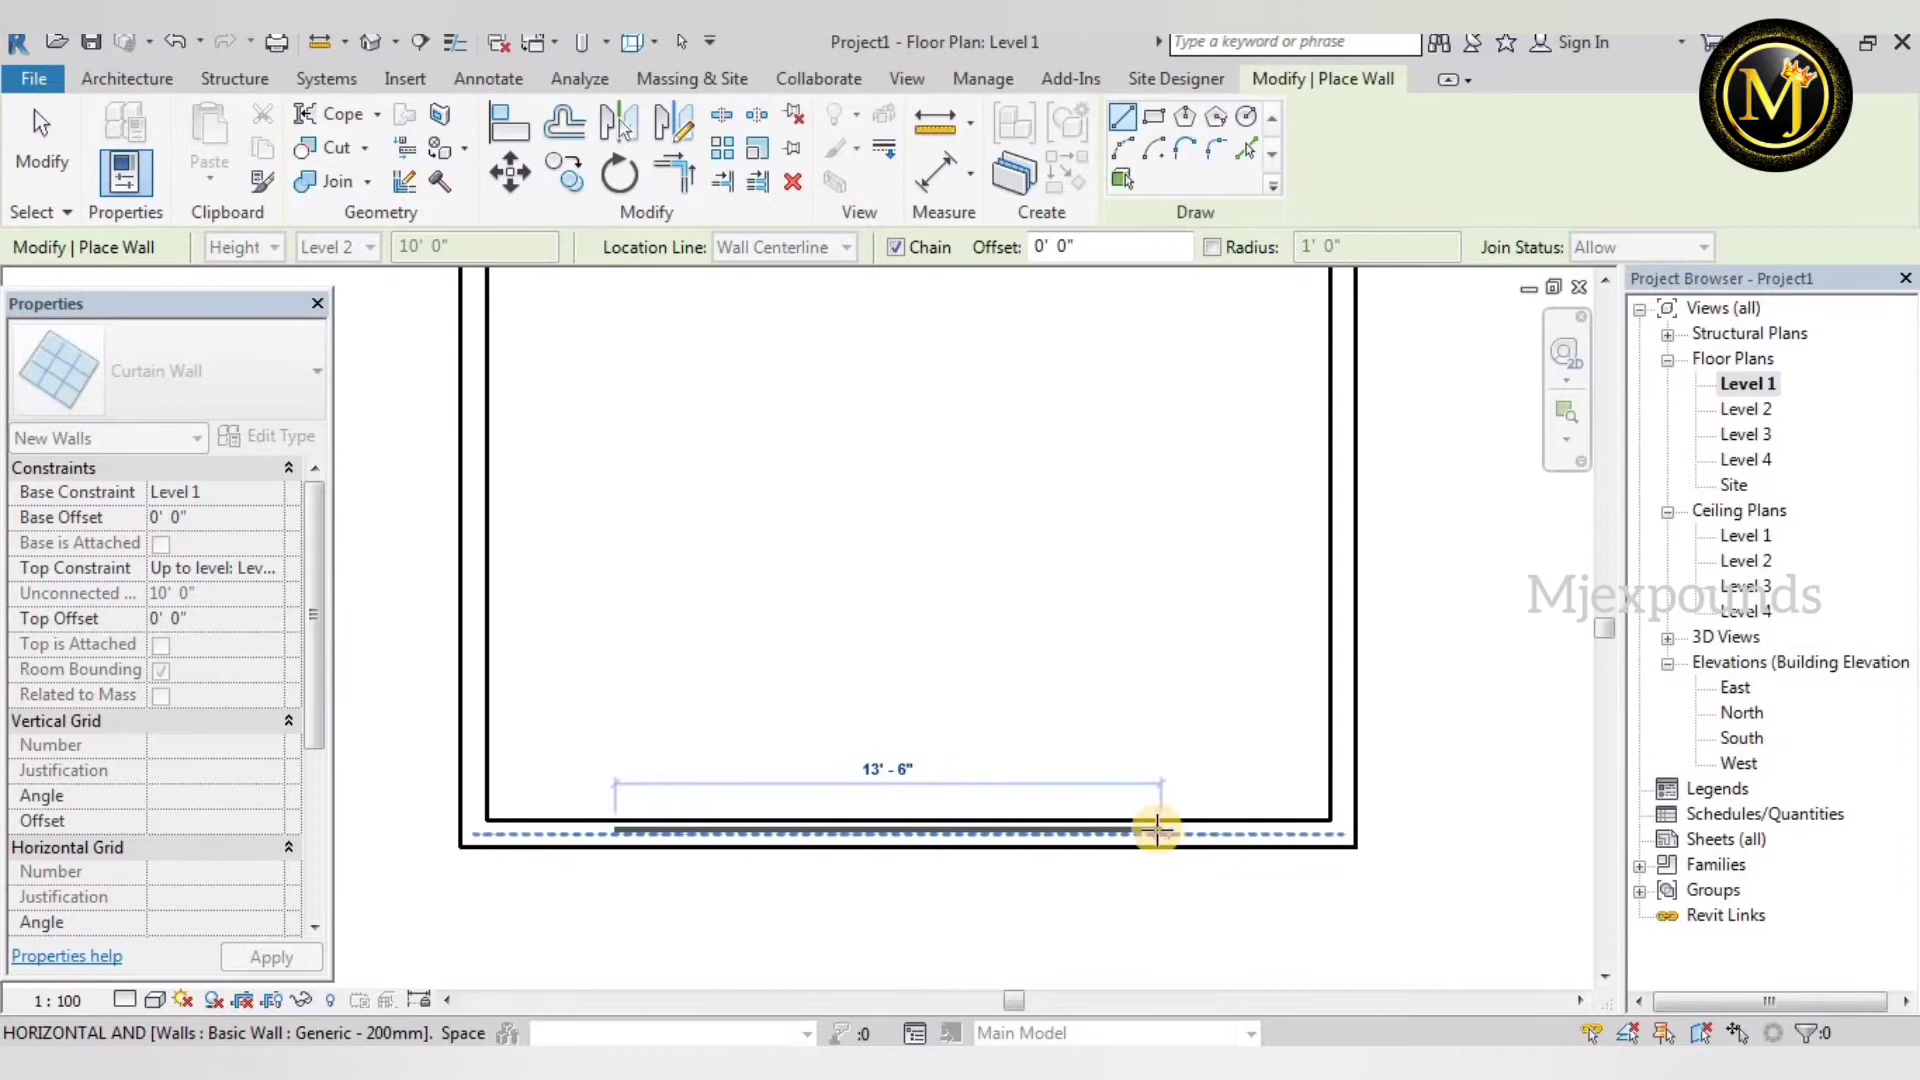 Project1 - Floor Plan: Level 1
Type a keyword or phrase
Sign In
File
Architecture
Structure
Systems
Insert
Annotate
Analyze
Massing & Site
Collaborate
View
Manage
Add-Ins
Site Designer
Modify | Place Wall
MJ
Modify
Paste
Cope
Cut
Join
Select
Properties
Clipboard
Geometry
Modify
View
Measure
Create
Draw
Modify | Place Wall
Height
Level 2
10' 0"
Location Line:
Wall Centerline
Chain
Offset:
0' 0"
Radius:
1' 0"
Join Status:
Allow
Properties
Curtain Wall
New Walls
Edit Type
Constraints
Base Constraint Level 1
Base Offset 0' 0"
Base is Attached
Top Constraint Up to level: Lev...
Unconnected ... 10' 0"
Top Offset 0' 0"
Top is Attached
Room Bounding
Related to Mass
Vertical Grid
Number
Justification
Angle
Offset
Horizontal Grid
Number
Justification
Angle
Properties help
Apply
2D
13' - 6"
Project Browser - Project1
Views (all)
Structural Plans
Floor Plans
Level 1
Level 2
Level 3
Level 4
Site
Ceiling Plans
Level 1
Level 2
Level 3
Level 4
Mjexpounds
3D Views
Elevations (Building Elevation
East
North
South
West
Legends
Schedules/Quantities
Sheets (all)
Families
Groups
Revit Links
1 : 100
HORIZONTAL AND [Walls : Basic Wall : Generic - 200mm]. Space
:0
Main Model
:0